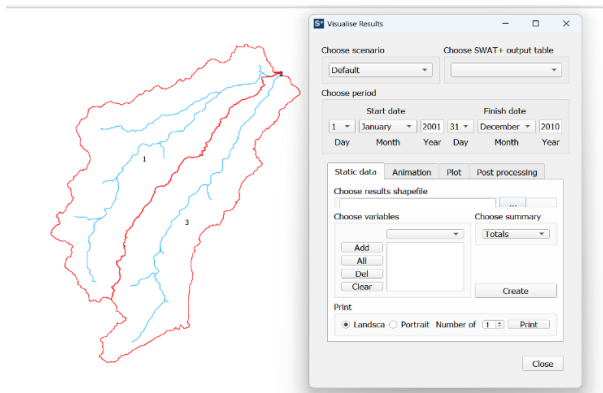 S+ Visualise Results
Choose scenario Choose SWAT+ output table
Default
Choose period
Start date Finish date
1 January 2001 31 December 2010
Day Month Year Day Month Year
Static data Animation Plot Post processing
Choose results shapefile
...
Choose variables Choose summary
Totals
Add
All
Del
Clear
Create
Print
Landsca Portrait Number of 1 Print
Close
1
3